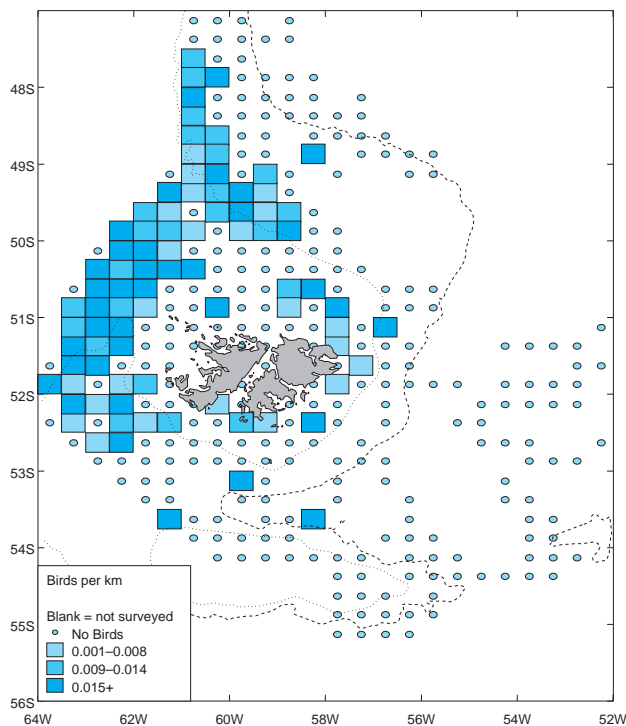 48S
49S
50S
51S
52S
53S
54S
55S
56S
Birds per km
Blank = not surveyed
No Birds
0.001–0.008
0.009–0.014
0.015+
64W 62W 60W 58W 56W 54W 52W